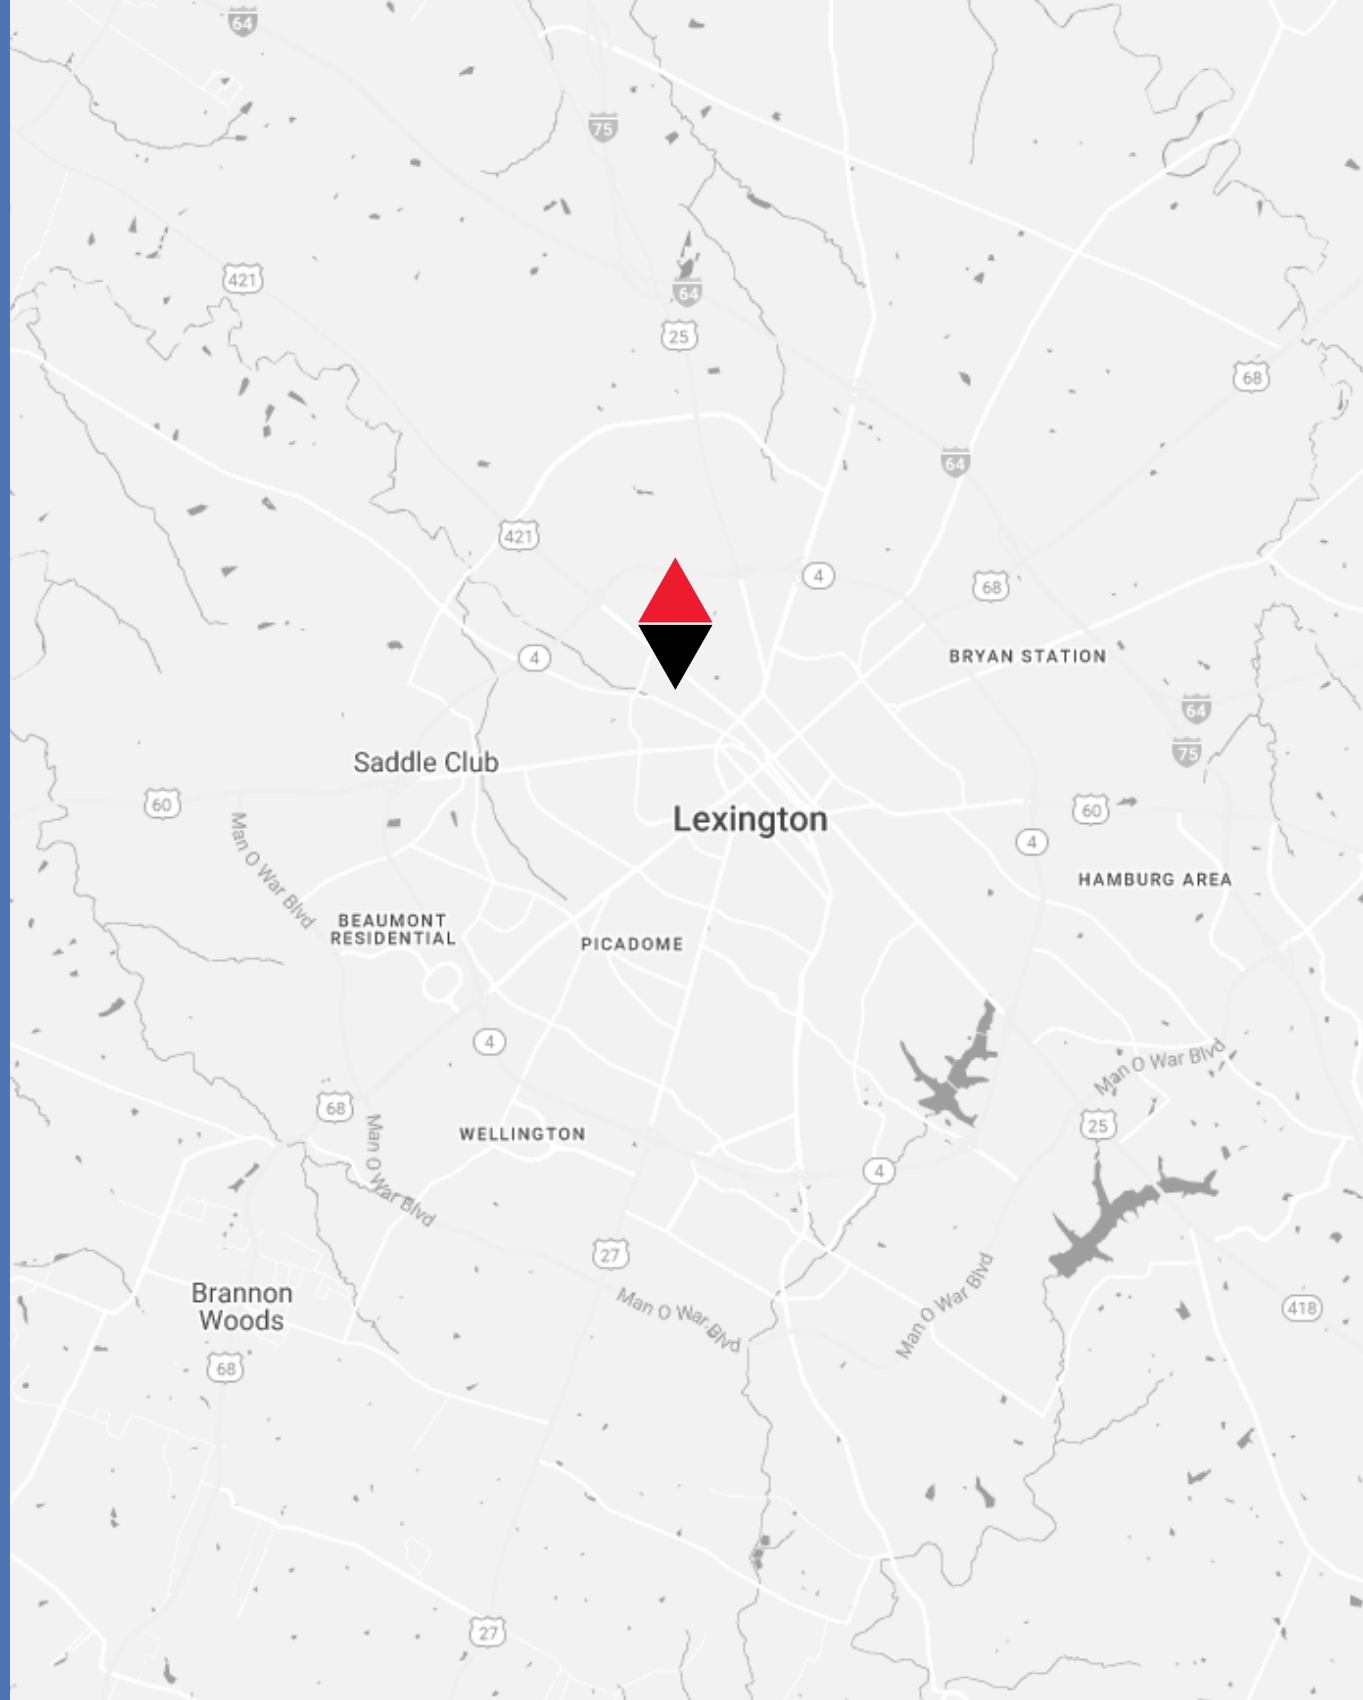 64
75
421
64
25
68
64
421
4
68
4
BRYAN STATION
64
75
Saddle Club
60
60
Lexington
4
Man O War Blvd
HAMBURG AREA
BEAUMONT
RESIDENTIAL
PICADOME
4
Man O War Blvd
68
25
WELLINGTON
Man O War Blvd
4
27
Man O War Blvd
Man O War Blvd
Brannon
Woods
418
68
27